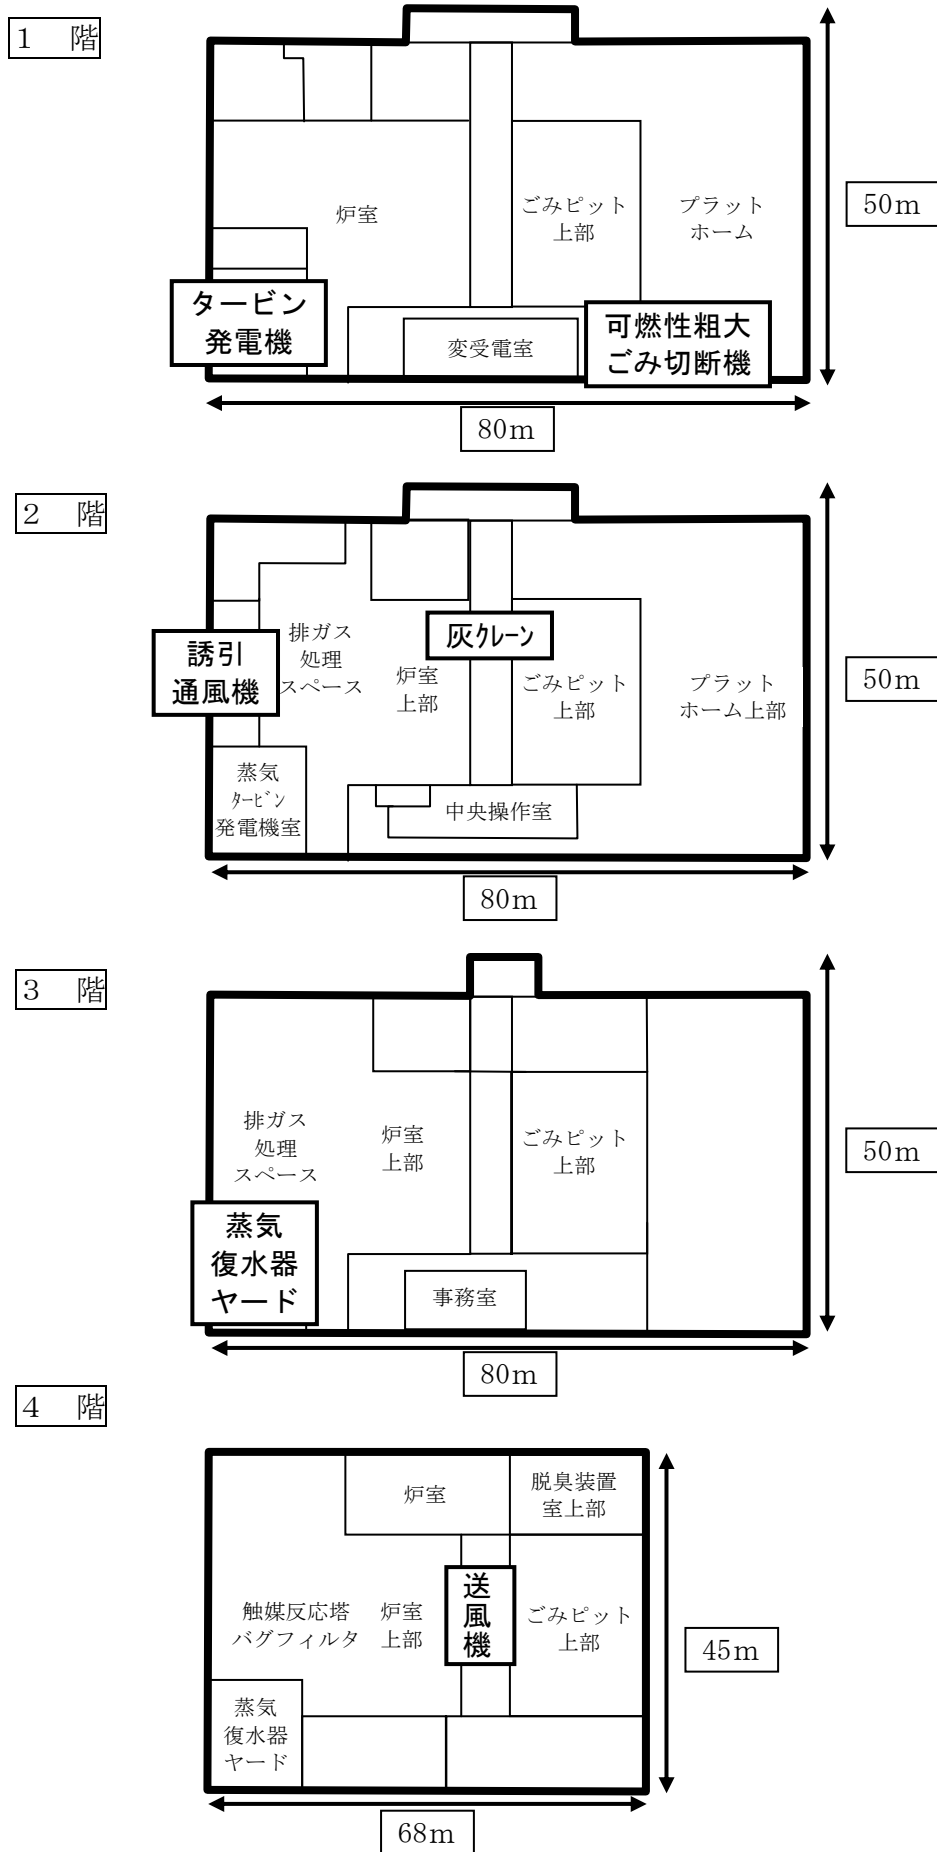 1 階
炉室
ごみピット
上部
プラット
ホーム
タービン
発電機
変受電室
可燃性粗大
ごみ切断機
50m
80m
2 階
誘引
通風機
排ガス
処理
スペース
炉室
上部
灰クレーン
ごみピット
上部
プラット
ホーム上部
蒸気
タービン
発電機室
中央操作室
50m
80m
3 階
排ガス
処理
スペース
炉室
上部
ごみピット
上部
蒸気
復水器
ヤード
事務室
50m
80m
4 階
炉室
脱臭装置
室上部
触媒反応塔
バグフィルタ
炉室
上部
送
風
機
ごみピット
上部
蒸気
復水器
ヤード
45m
68m